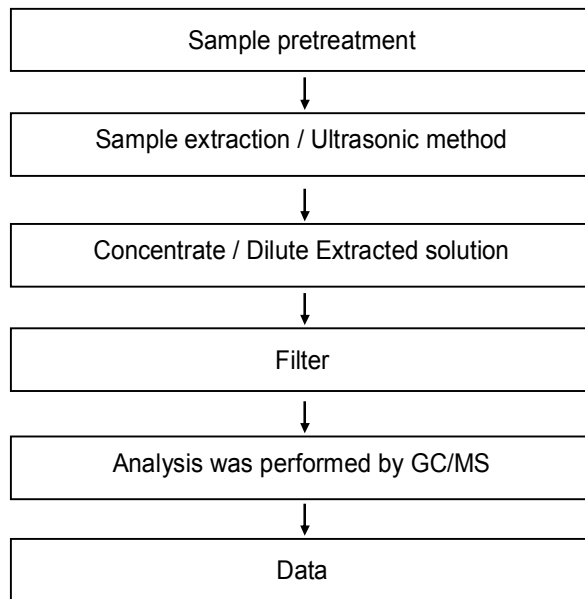 Sample pretreatment
Sample extraction / Ultrasonic method
Concentrate / Dilute Extracted solution
Filter
Analysis was performed by GC/MS
Data